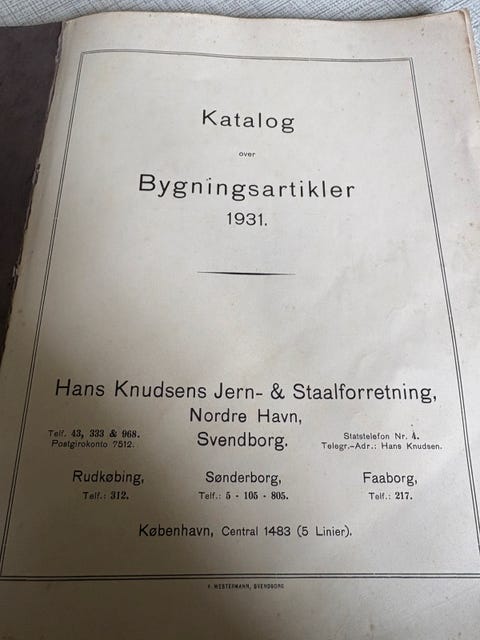 Katalog
over
Bygningsartikler
1931.
Hans Knudsens Jern- & Staalforretning,
Nordre Havn,
Svendborg.
Telf. 43, 333 & 968.
Postgirokonto 7512.
Statstelefon Nr. 4.
Telegr.-Adr.: Hans Knudsen.
Rudkøbing,
Telf.: 312.
Sønderborg,
Telf.: 5 - 105 - 805.
Faaborg,
Telf.: 217.
København, Central 1483 (5 Linier).
WESTERMANN, SVENDBORG